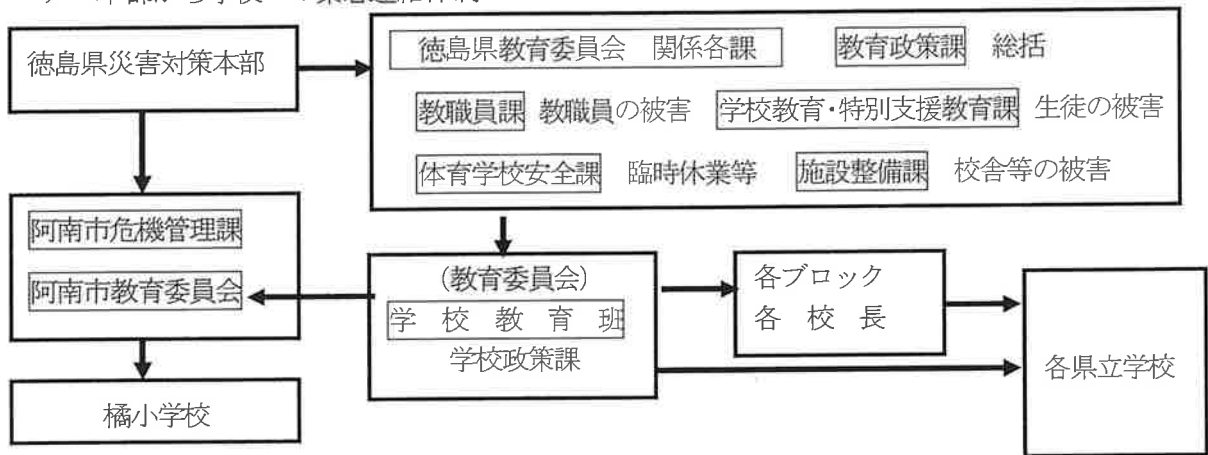 徳島県災害対策本部
徳島県教育委員会 関係各課 教育政策課 総括
教職員課 教職員の被害 学校教育・特別支援教育課 生徒の被害
体育学校安全課 臨時休業等 施設整備課 校舎等の被害
阿南市危機管理課
阿南市教育委員会
(教育委員会)
学 校 教 育 班
学校政策課
各ブロック
各 校 長
各県立学校
橘小学校